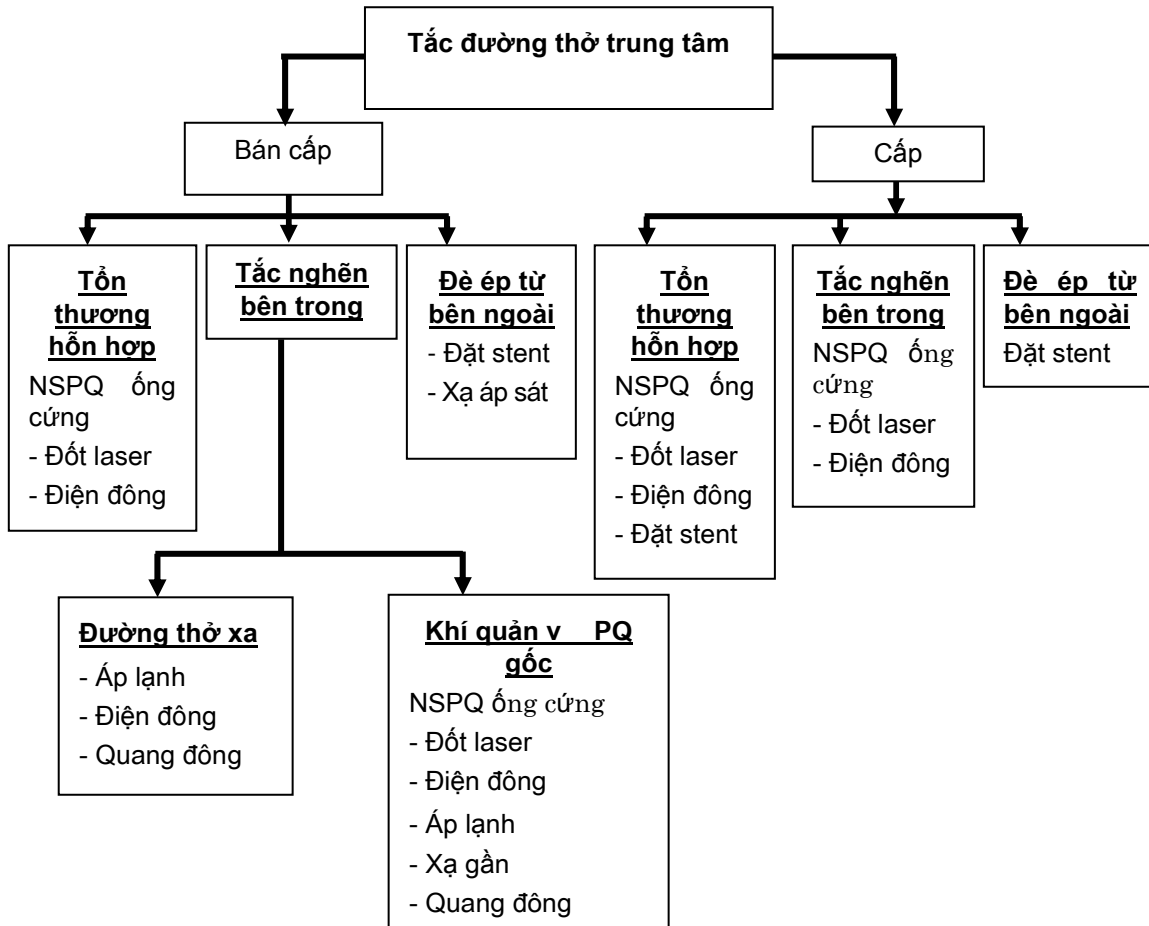 Tắc đường thở trung tâm
Bán cấp
Cấp
Tổn
thương
hỗn hợp
NSPQ ống
cứng
- Đốt laser
- Điện đông
Tắc nghẽn
bên trong
Đè ép từ
bên ngoài
- Đặt stent
- Xạ áp sát
Tổn
thương
hỗn hợp
NSPQ ống
cứng
- Đốt laser
- Điện đông
- Đặt stent
Tắc nghẽn
bên trong
NSPQ ống
cứng
- Đốt laser
- Điện đông
Đè ép từ
bên ngoài
Đặt stent
Đường thở xa
- Áp lạnh
- Điện đông
- Quang đông
Khí quản v PQ
gốc
NSPQ ống cứng
- Đốt laser
- Điện đông
- Áp lạnh
- Xạ gần
- Quang đông